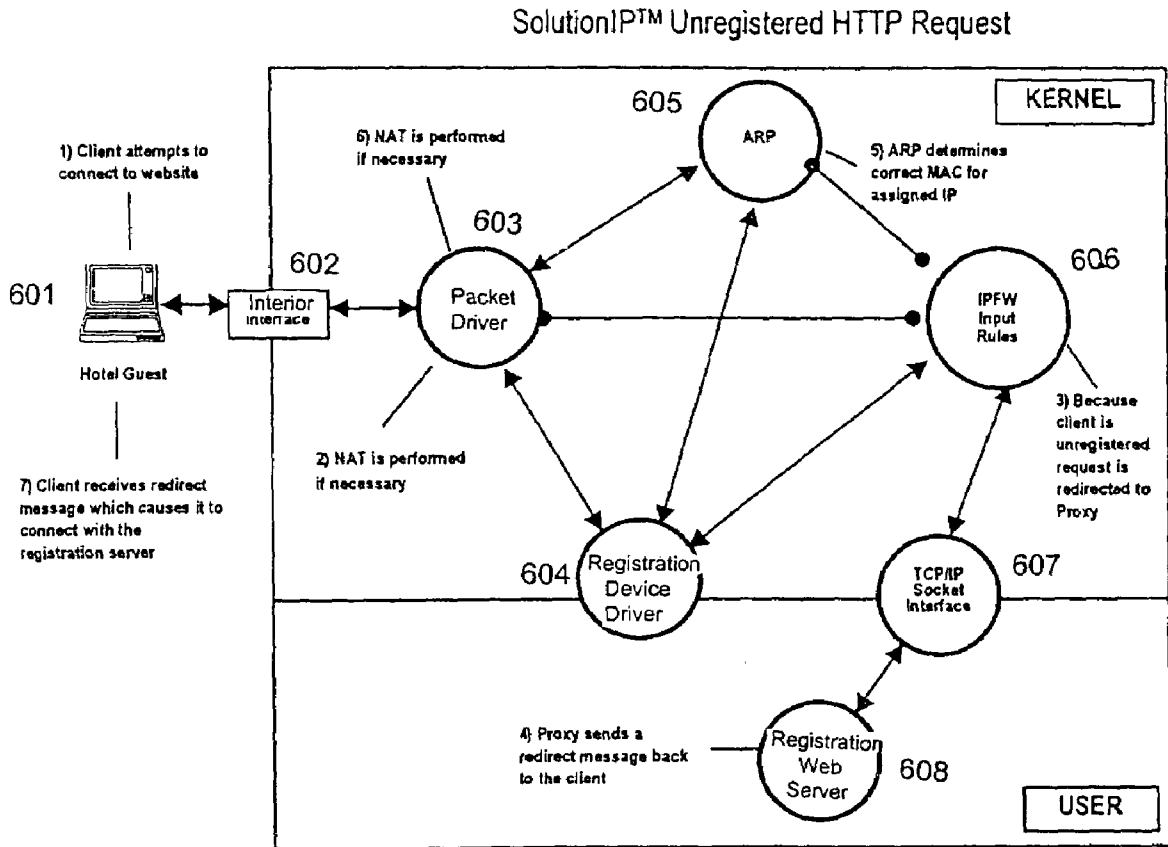 SolutionIP™ Unregistered HTTP Request
KERNEL
605
ARP
6) NAT is performed
if necessary
1) Client attempts to
connect to website
5) ARP determines
correct MAC for
assigned IP
603
Packet
Driver
602
Interior
Interface
601
Hotel Guest
606
IPFW
Input
Rules
3) Because
client is
unregistered
request is
redirected to
Proxy
2) NAT is performed
if necessary
7) Client receives redirect
message which causes it to
connect with the
registration server
604
Registration
Device
Driver
607
TCP/IP
Socket
Interface
4) Proxy sends a
redirect message back
to the client
Registration
Web
Server
608
USER